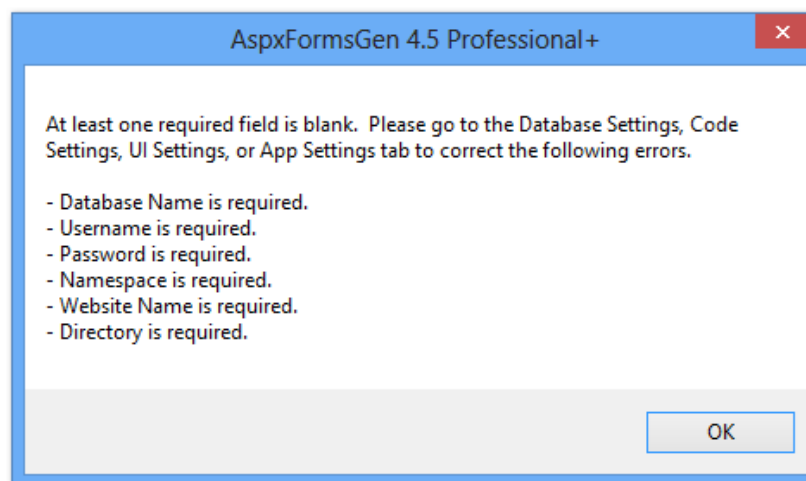 AspxFormsGen 4.5 Professional+
At least one required field is blank.  Please go to the Database Settings, Code
Settings, UI Settings, or App Settings tab to correct the following errors.
- Database Name is required.
- Username is required.
- Password is required.
- Namespace is required.
- Website Name is required.
- Directory is required.
OK